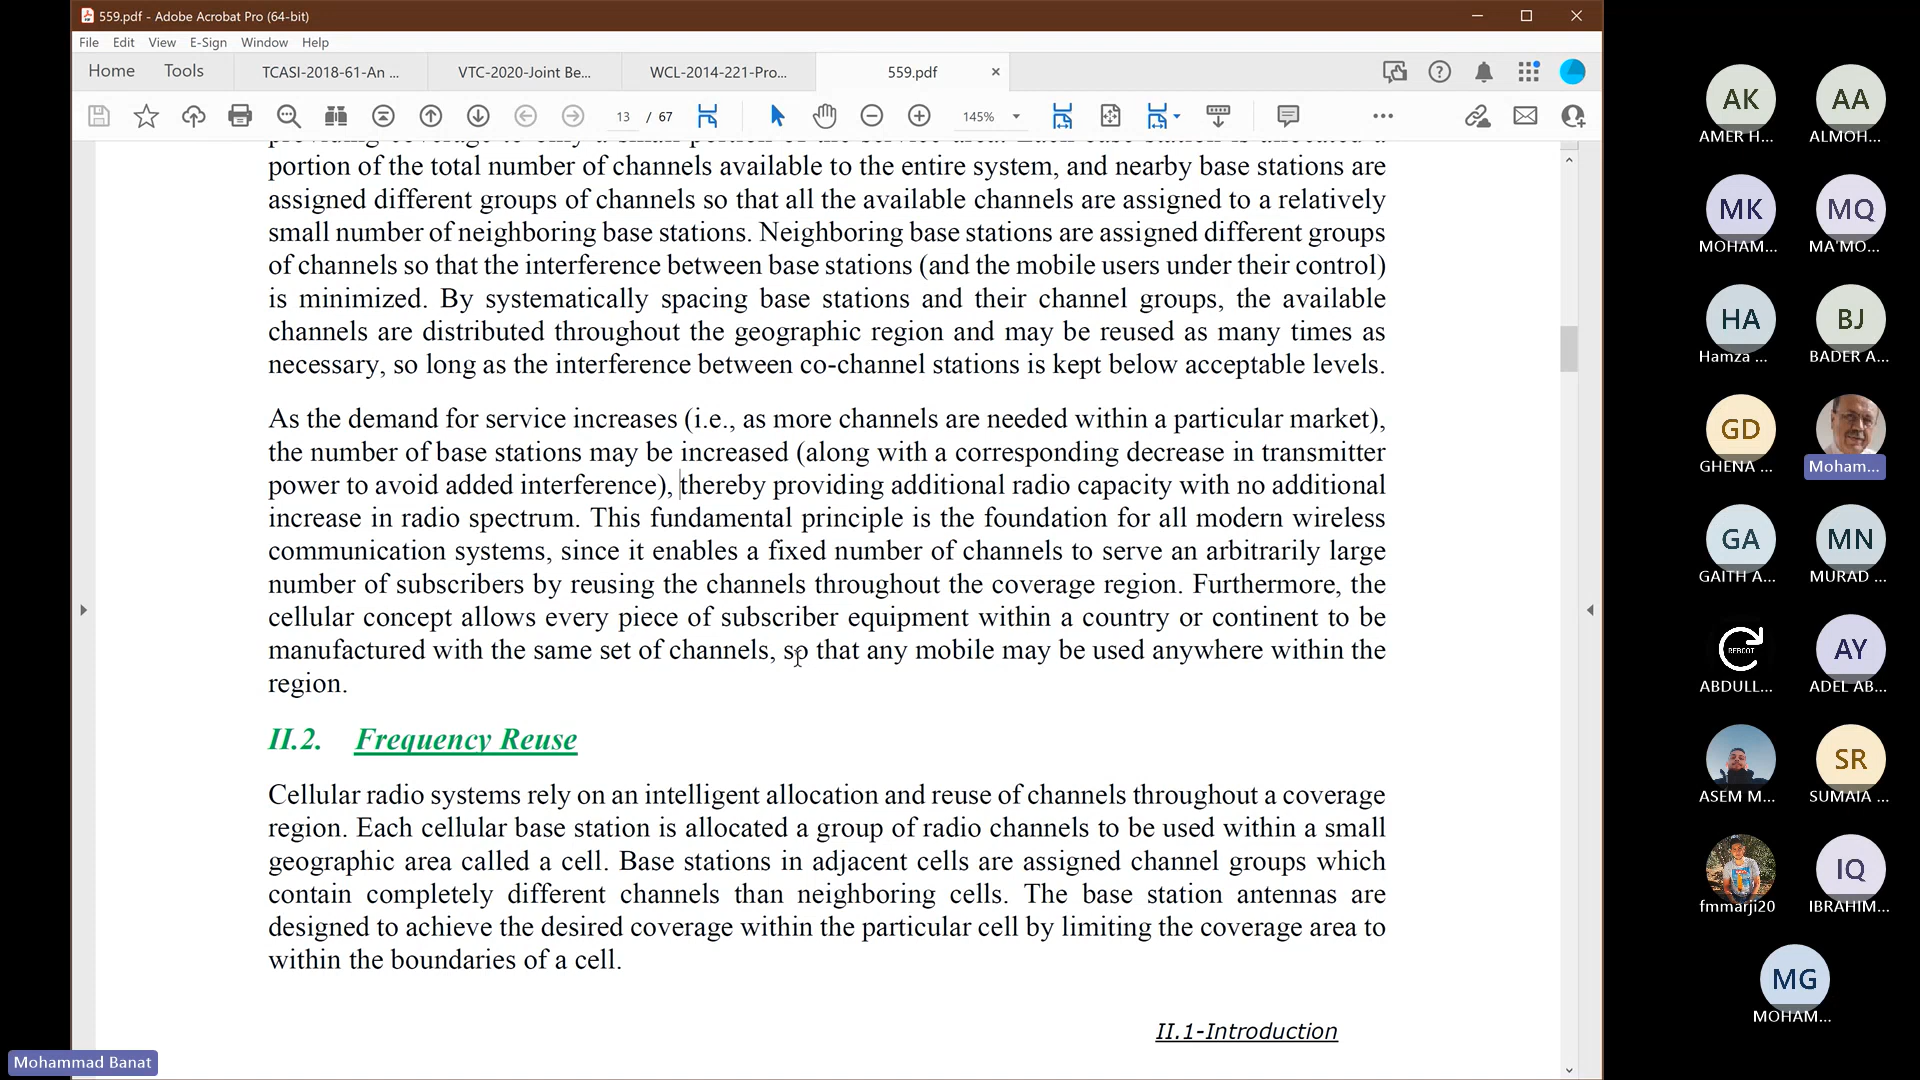 559.pdf - Adobe Acrobat Pro (64-bit)
File Edit View E-Sign Window Help
Home Tools TCASI-2018-61-An ... VTC-2020-Joint Be... WCL-2014-221-Pro... 559.pdf
13 / 67 145%
providing coverage to only a small portion of the service area. Each base station is allocated a
portion of the total number of channels available to the entire system, and nearby base stations are
assigned different groups of channels so that all the available channels are assigned to a relatively
small number of neighboring base stations. Neighboring base stations are assigned different groups
of channels so that the interference between base stations (and the mobile users under their control)
is minimized. By systematically spacing base stations and their channel groups, the available
channels are distributed throughout the geographic region and may be reused as many times as
necessary, so long as the interference between co-channel stations is kept below acceptable levels.
As the demand for service increases (i.e., as more channels are needed within a particular market),
the number of base stations may be increased (along with a corresponding decrease in transmitter
power to avoid added interference), thereby providing additional radio capacity with no additional
increase in radio spectrum. This fundamental principle is the foundation for all modern wireless
communication systems, since it enables a fixed number of channels to serve an arbitrarily large
number of subscribers by reusing the channels throughout the coverage region. Furthermore, the
cellular concept allows every piece of subscriber equipment within a country or continent to be
manufactured with the same set of channels, so that any mobile may be used anywhere within the
region.
II.2. Frequency Reuse
Cellular radio systems rely on an intelligent allocation and reuse of channels throughout a coverage
region. Each cellular base station is allocated a group of radio channels to be used within a small
geographic area called a cell. Base stations in adjacent cells are assigned channel groups which
contain completely different channels than neighboring cells. The base station antennas are
designed to achieve the desired coverage within the particular cell by limiting the coverage area to
within the boundaries of a cell.
II.1-Introduction
Mohammad Banat
AK AA
AMER H... ALMOH...
MK MQ
MOHAM... MA'MO...
HA BJ
Hamza ... BADER A...
GD
GHENA ... Moham...
GA MN
GAITH A... MURAD ...
REBOOT AY
ABDULL... ADEL AB...
SR
ASEM M... SUMAIA ...
IQ
fmmarji20 IBRAHIM...
MG
MOHAM...